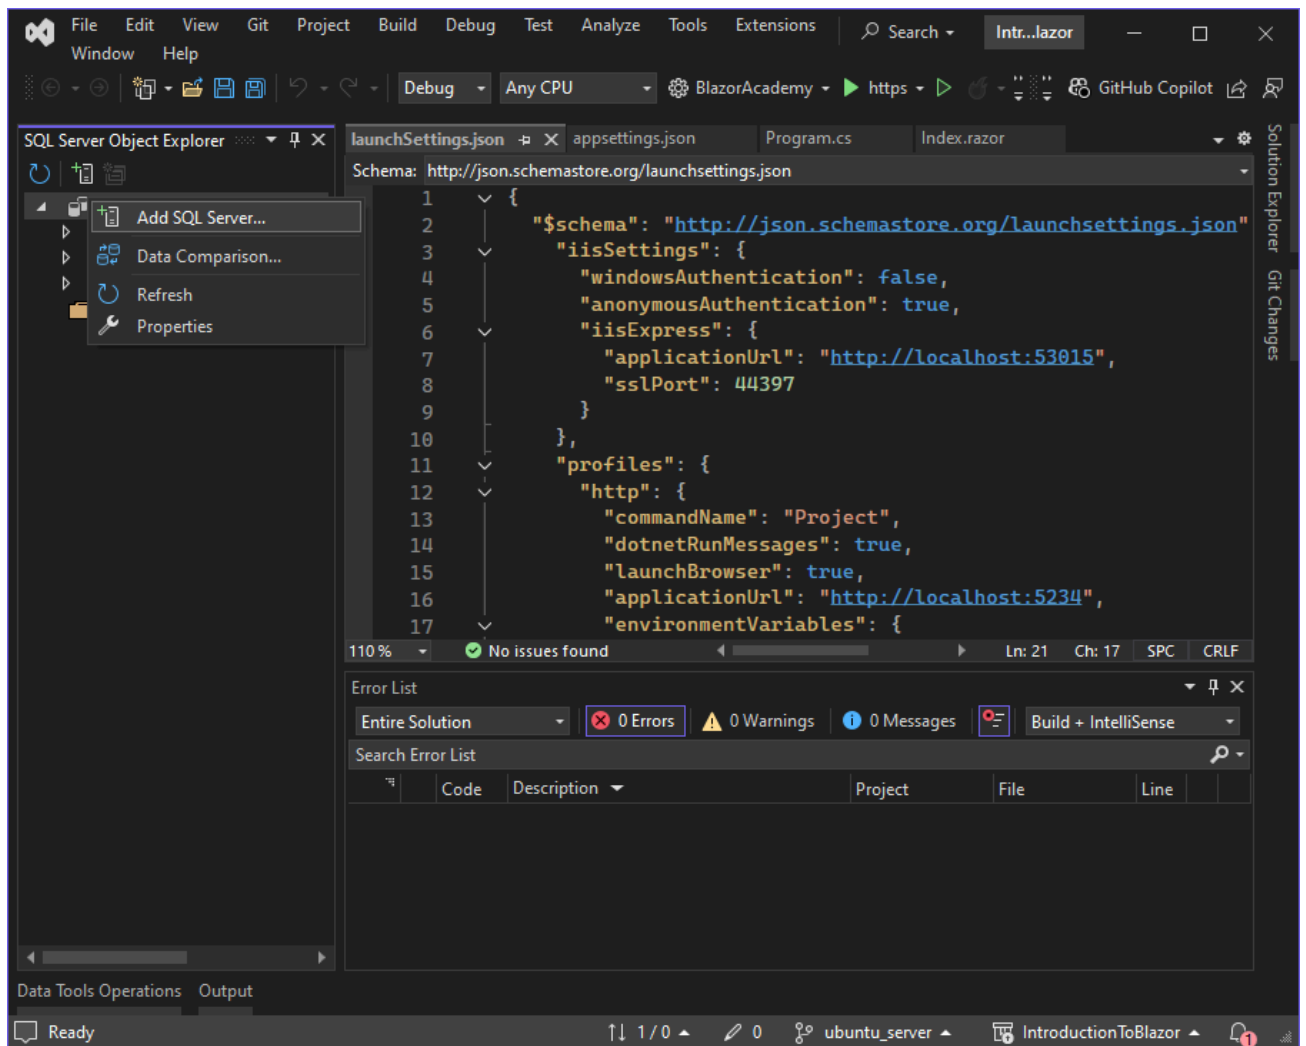 File Edit View Git Project Build Debug Test Analyze Tools Extensions Search Intr...lazor
Window Help
Debug Any CPU BlazorAcademy https GitHub Copilot
SQL Server Object Explorer
Add SQL Server...
Data Comparison...
Refresh
Properties
launchSettings.json appsettings.json Program.cs Index.razor
Schema: http://json.schemastore.org/launchsettings.json
1 {
2 "$schema": "http://json.schemastore.org/launchsettings.json"
3 "iisSettings": {
4 "windowsAuthentication": false,
5 "anonymousAuthentication": true,
6 "iisExpress": {
7 "applicationUrl": "http://localhost:53015",
8 "sslPort": 44397
9 }
10 },
11 "profiles": {
12 "http": {
13 "commandName": "Project",
14 "dotnetRunMessages": true,
15 "launchBrowser": true,
16 "applicationUrl": "http://localhost:5234",
17 "environmentVariables": {
110 % No issues found Ln: 21 Ch: 17 SPC CRLF
Error List
Entire Solution 0 Errors 0 Warnings 0 Messages Build + IntelliSense
Search Error List
Code Description Project File Line
Solution Explorer
Git Changes
Data Tools Operations Output
Ready 1 / 0 0 ubuntu_server IntroductionToBlazor 1